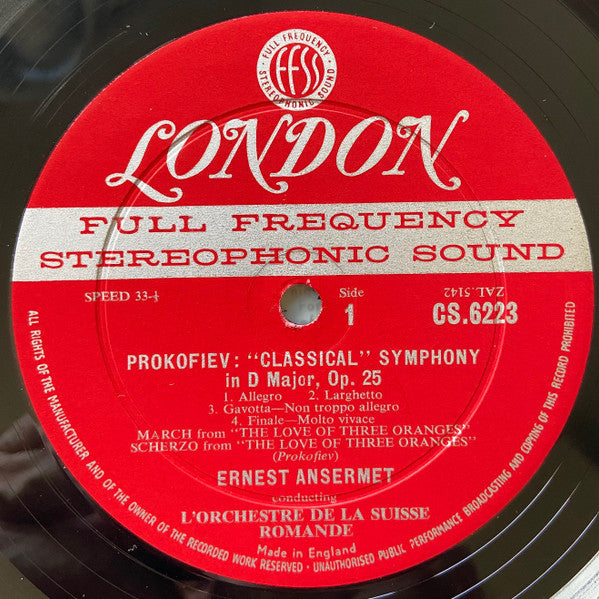 FULL FREQUENCY
FFSS
STEREOPHONIC SOUND
LONDON
FULL FREQUENCY
STEREOPHONIC SOUND
SPEED 33⅓
Side
1
ZAL.5142
CS.6223
PROKOFIEV: "CLASSICAL" SYMPHONY
in D Major, Op. 25
1. Allegro 2. Larghetto
3. Gavotta—Non troppo allegro
4. Finale—Molto vivace
MARCH from "THE LOVE OF THREE ORANGES"
SCHERZO from "THE LOVE OF THREE ORANGES"
(Prokofiev)
ERNEST ANSERMET
conducting
L'ORCHESTRE DE LA SUISSE
ROMANDE
Made in England
ALL RIGHTS OF THE MANUFACTURER AND OF THE OWNER OF THE RECORDED WORK RESERVED · UNAUTHORISED PUBLIC PERFORMANCE BROADCASTING AND COPYING OF THIS RECORD PROHIBITED